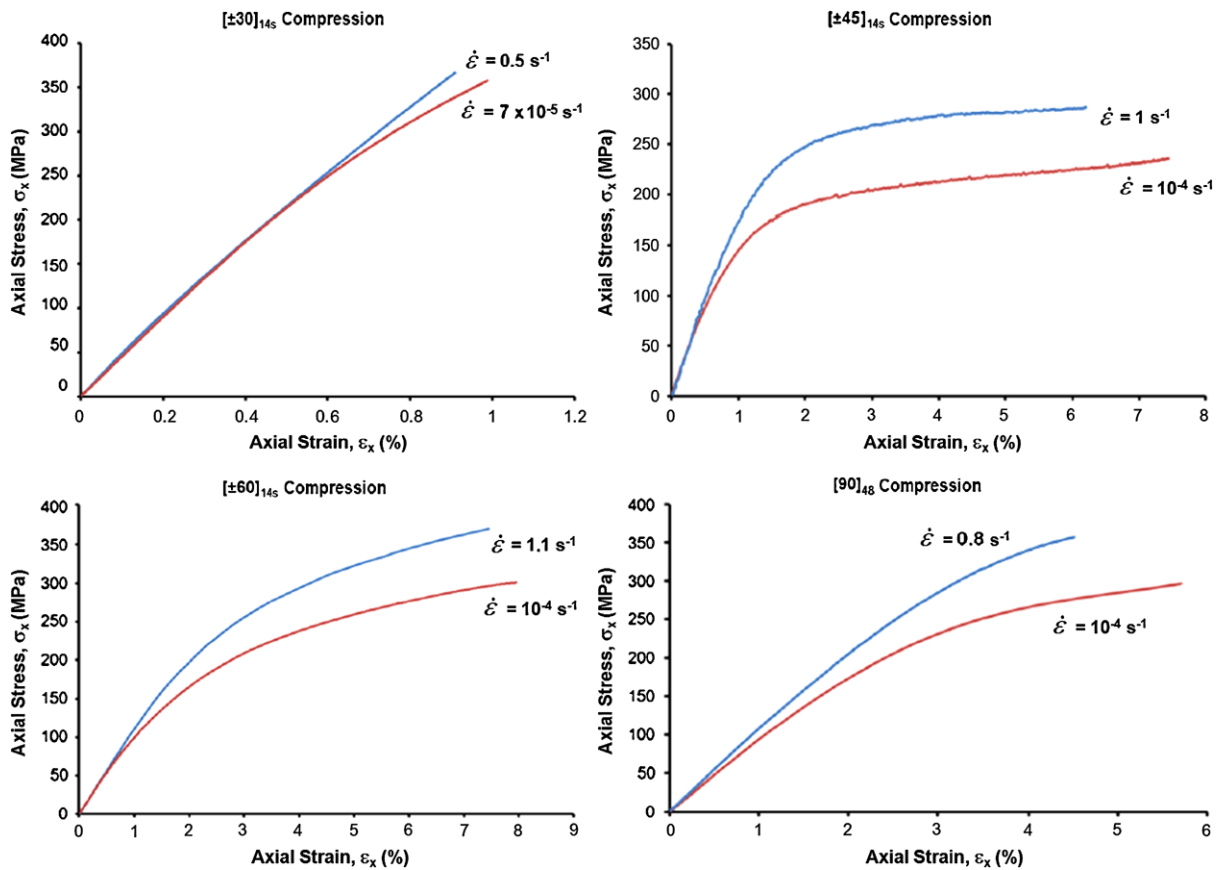 [±30]14s Compression
400
350
300
250
200
150
100
50
0
0 0.2 0.4 0.6 0.8 1 1.2
Axial Stress, σx (MPa)
Axial Strain, εx (%)
ε̇ = 0.5 s-1
ε̇ = 7 x 10-5 s-1
[±45]14s Compression
350
300
250
200
150
100
50
0
0 1 2 3 4 5 6 7 8
Axial Stress, σx (MPa)
Axial Strain, εx (%)
ε̇ = 1 s-1
ε̇ = 10-4 s-1
[±60]14s Compression
400
350
300
250
200
150
100
50
0
0 1 2 3 4 5 6 7 8 9
Axial Stress, σx (MPa)
Axial Strain, εx (%)
ε̇ = 1.1 s-1
ε̇ = 10-4 s-1
[90]48 Compression
400
350
300
250
200
150
100
50
0
0 1 2 3 4 5 6
Axial Stress, σx (MPa)
Axial Strain, εx (%)
ε̇ = 0.8 s-1
ε̇ = 10-4 s-1